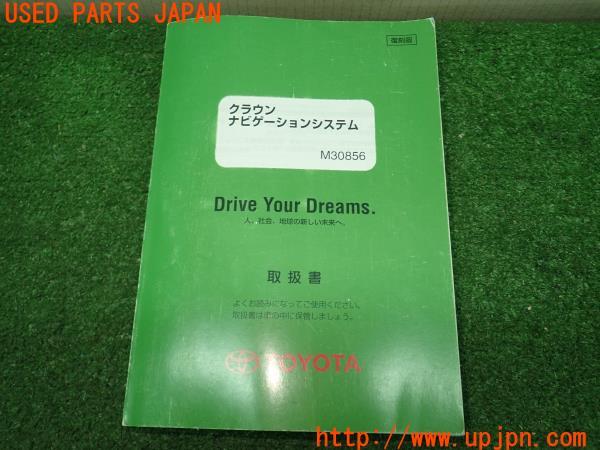 USED PARTS JAPAN
復刻版
クラウン
ナビゲーションシステム
M30856
Drive Your Dreams.
人、社会、地球の新しい未来へ。
取扱書
よくお読みになってご使用ください。
取扱書は車の中に保管しましょう。
TOYOTA
http://www.upjpn.com/